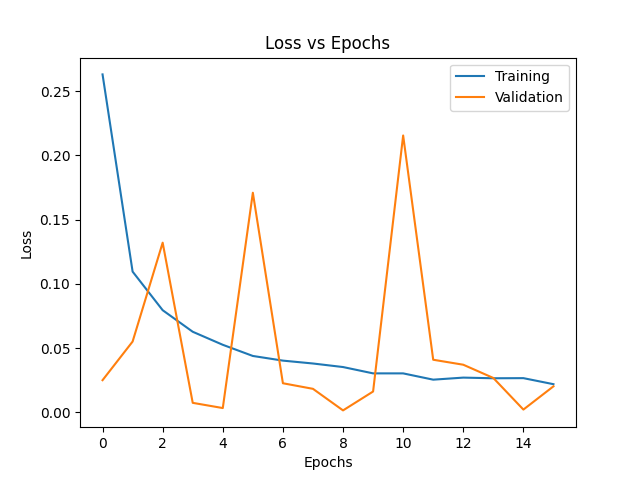 Loss vs Epochs
Training
Validation
0.25
0.20
0.15
0.10
0.05
0.00
Loss
0 2 4 6 8 10 12 14
Epochs